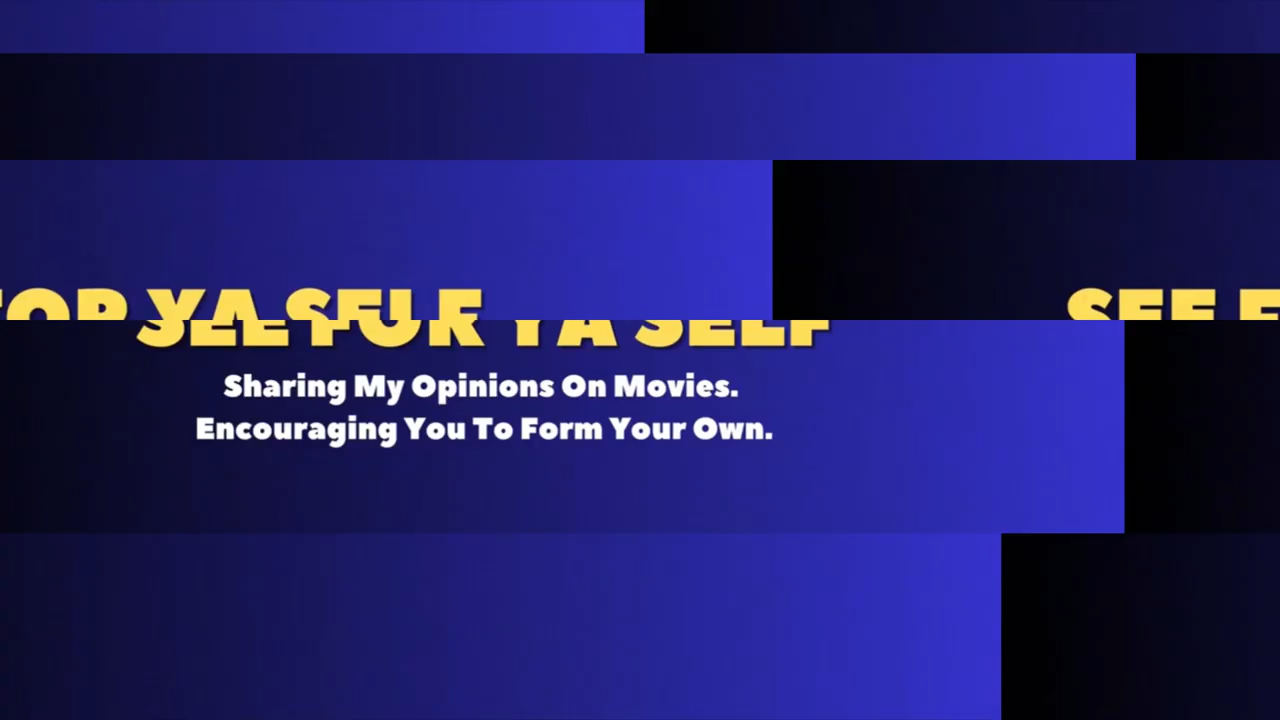 SEE FOR YA SELF
Sharing My Opinions On Movies.
Encouraging You To Form Your Own.